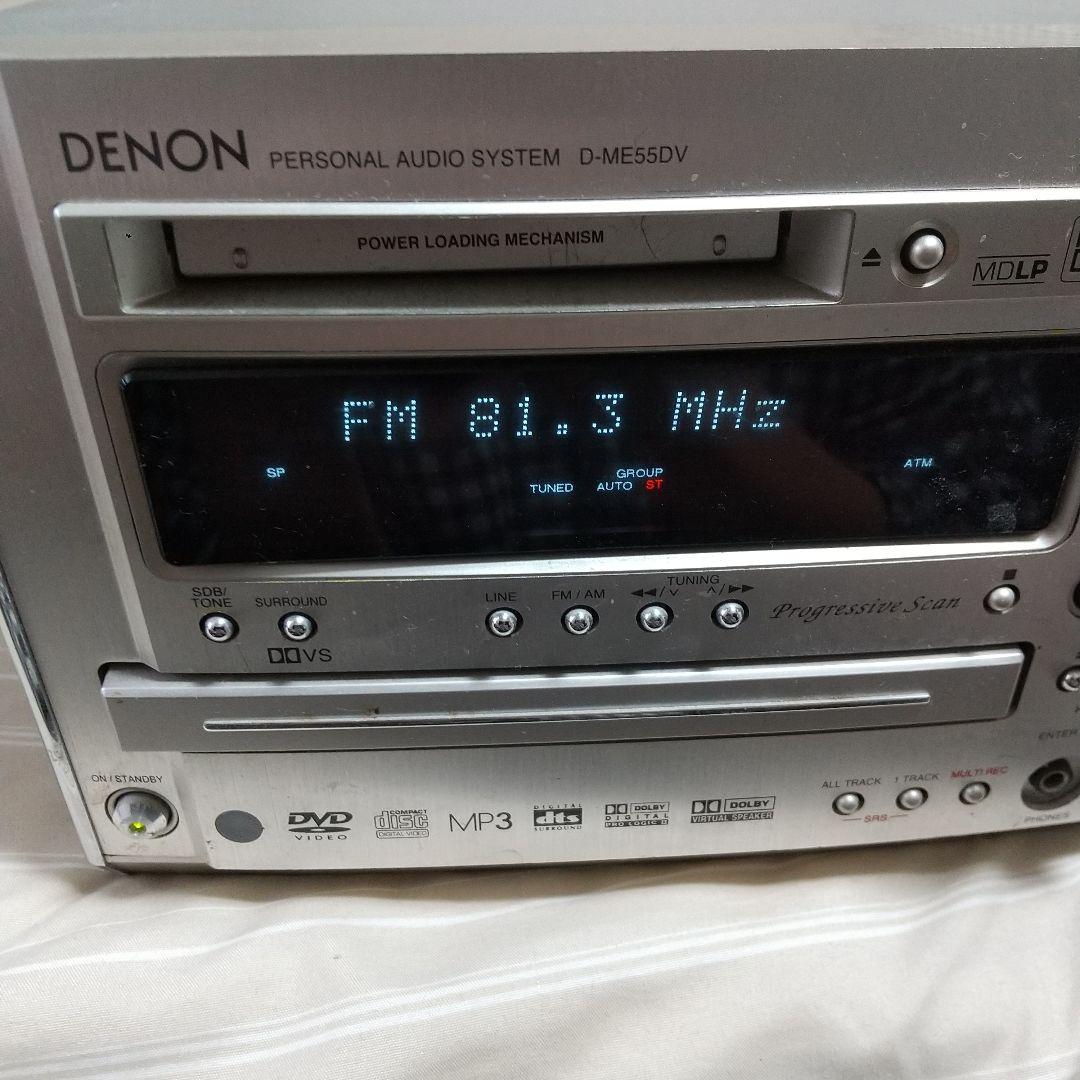 DENON PERSONAL AUDIO SYSTEM D-ME55DV
POWER LOADING MECHANISM
MDLP
FM 81.3 MHz
SP
GROUP
TUNED AUTO ST
ATM
SDB/
TONE
SURROUND
VS
LINE
FM / AM
TUNING
Progressive Scan
ENTER
ON / STANDBY
DVD
VIDEO
COMPACT
disc
DIGITAL VIDEO
MP3
DIGITAL
dts
SURROUND
DOLBY
DIGITAL
PRO LOGIC II
DOLBY
VIRTUAL SPEAKER
ALL TRACK
1 TRACK
MULTI REC
SRS
PHONES